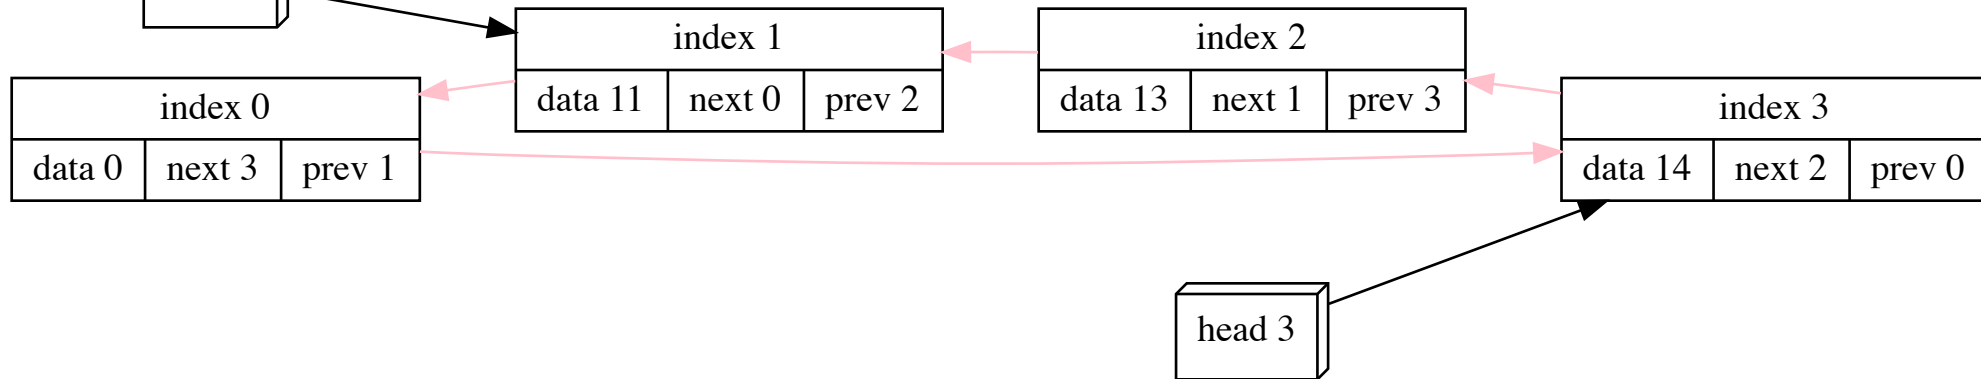 index 1
data 11 next 0 prev 2
index 2
data 13 next 1 prev 3
index 0
data 0 next 3 prev 1
index 3
data 14 next 2 prev 0
head 3